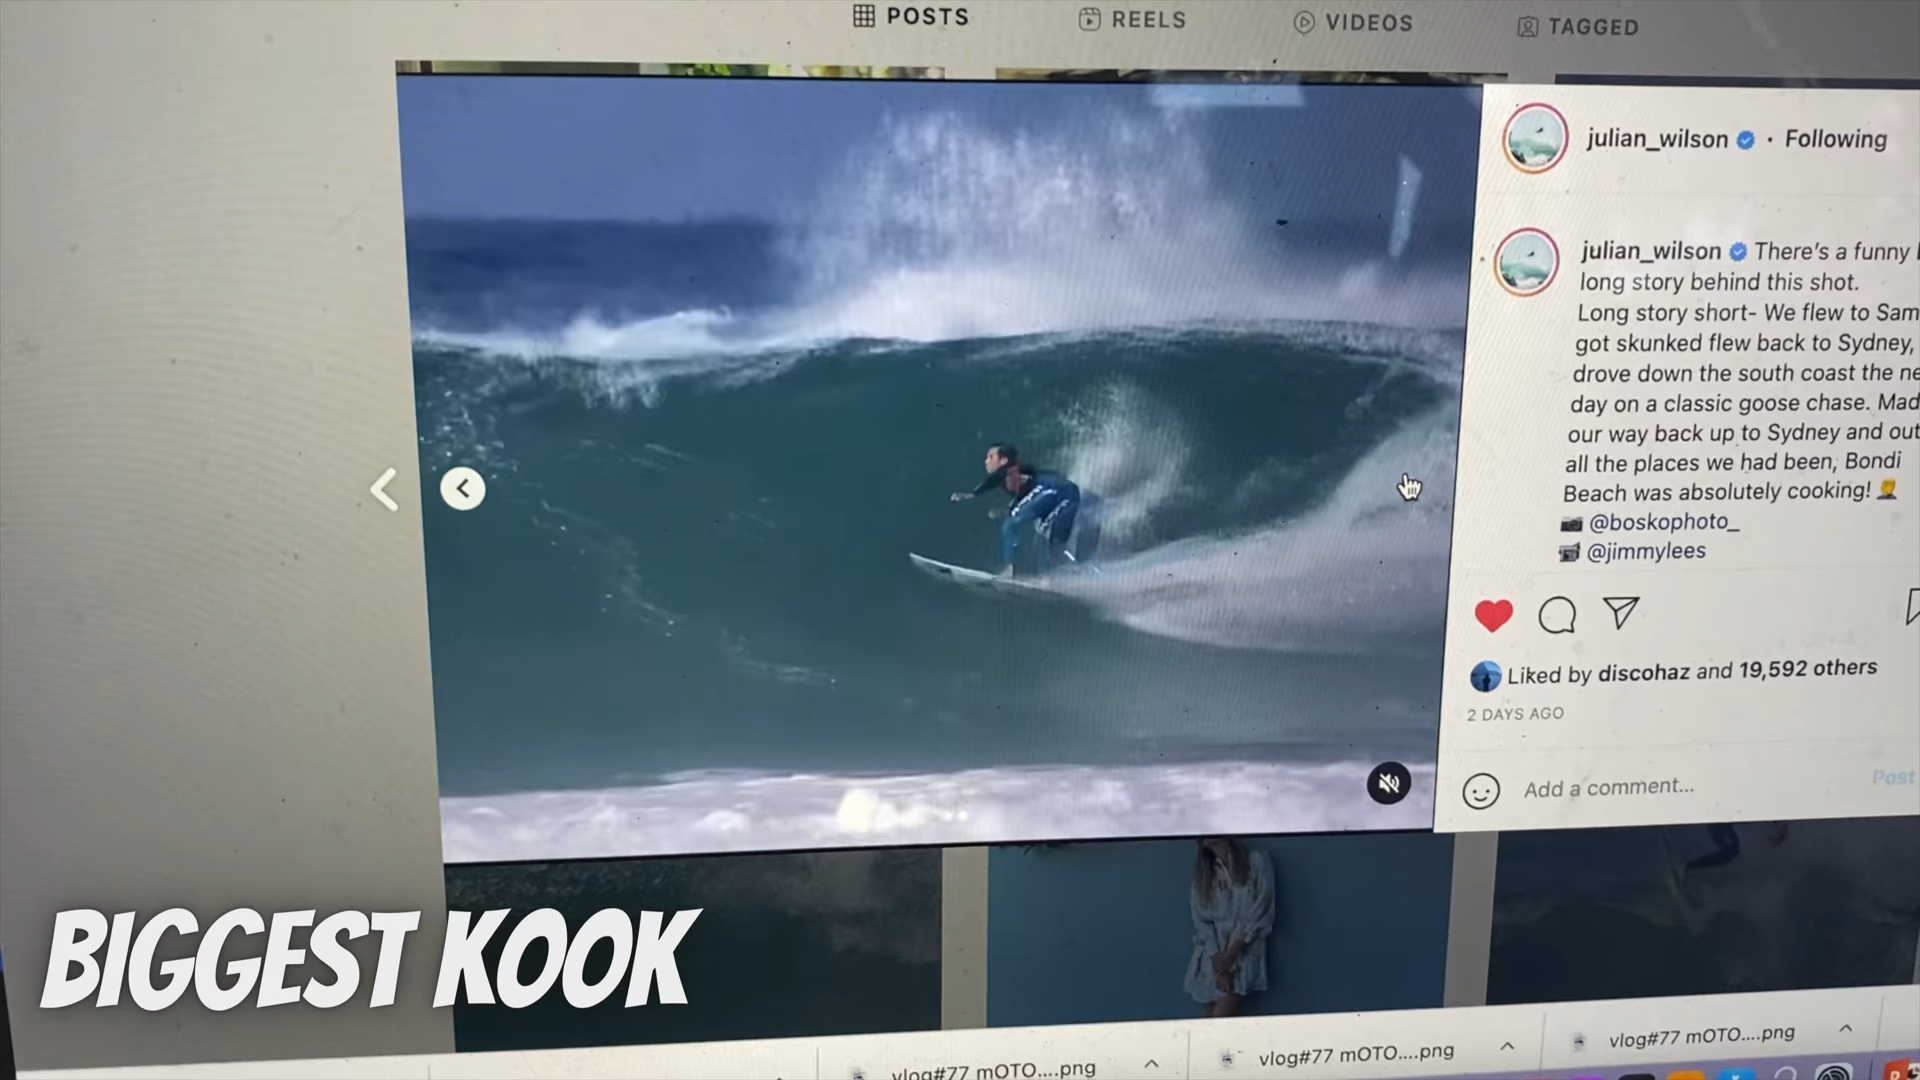 POSTS
REELS
VIDEOS
TAGGED
julian_wilson · Following
julian_wilson There's a funny
long story behind this shot.
Long story short- We flew to Sam
got skunked flew back to Sydney,
drove down the south coast the ne
day on a classic goose chase. Mad
our way back up to Sydney and out
all the places we had been, Bondi
Beach was absolutely cooking!
@boskophoto_
@jimmylees
Liked by discohaz and 19,592 others
2 DAYS AGO
Add a comment...
Post
BIGGEST KOOK
vlog#77 mOTO....png
vlog#77 mOTO....png
vlog#77 mOTO....png